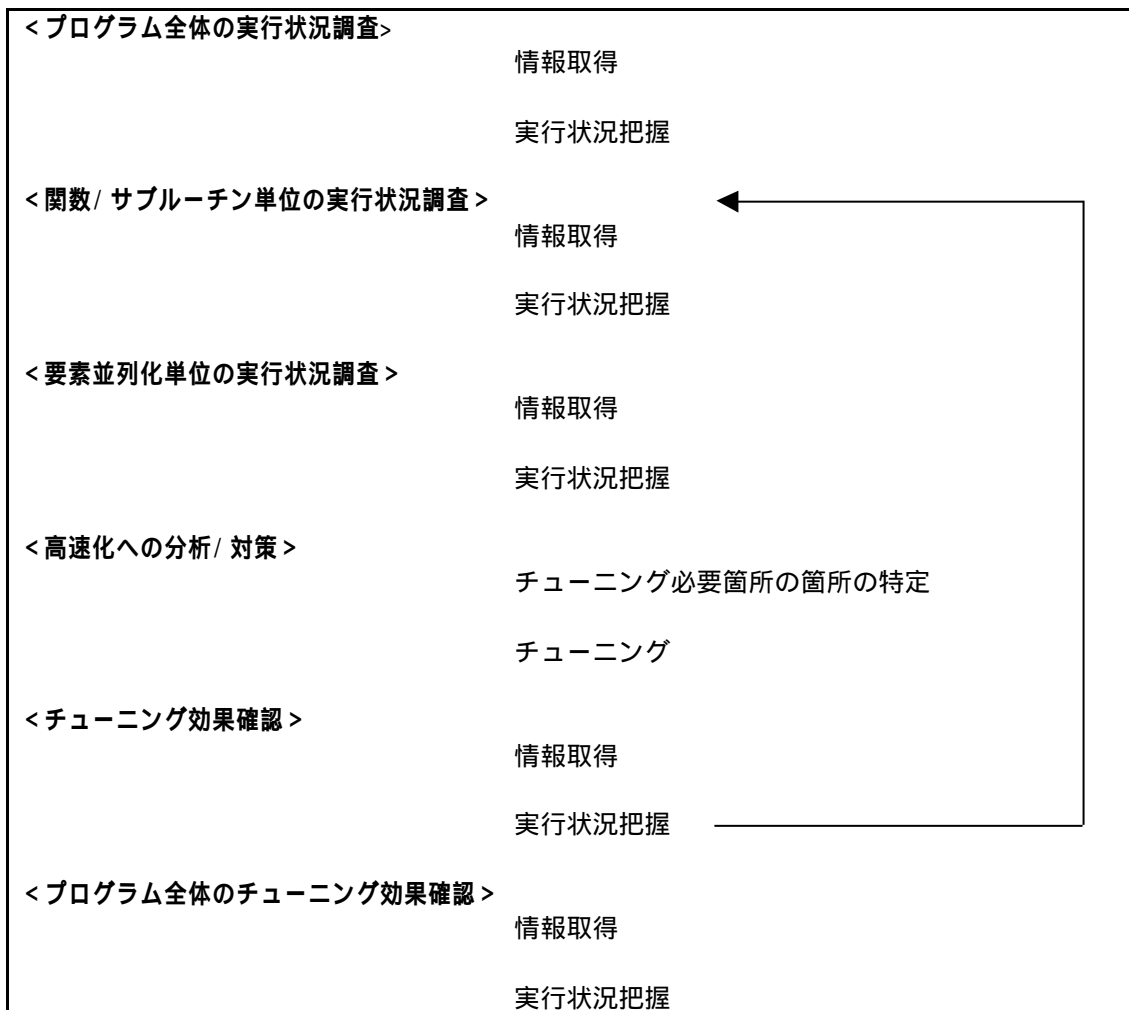 <プログラム全体の実行状況調査>
情報取得
実行状況把握
<関数/サブルーチン単位の実行状況調査>
情報取得
実行状況把握
<要素並列化単位の実行状況調査>
情報取得
実行状況把握
<高速化への分析/対策>
チューニング必要箇所の箇所の特定
チューニング
<チューニング効果確認>
情報取得
実行状況把握
<プログラム全体のチューニング効果確認>
情報取得
実行状況把握